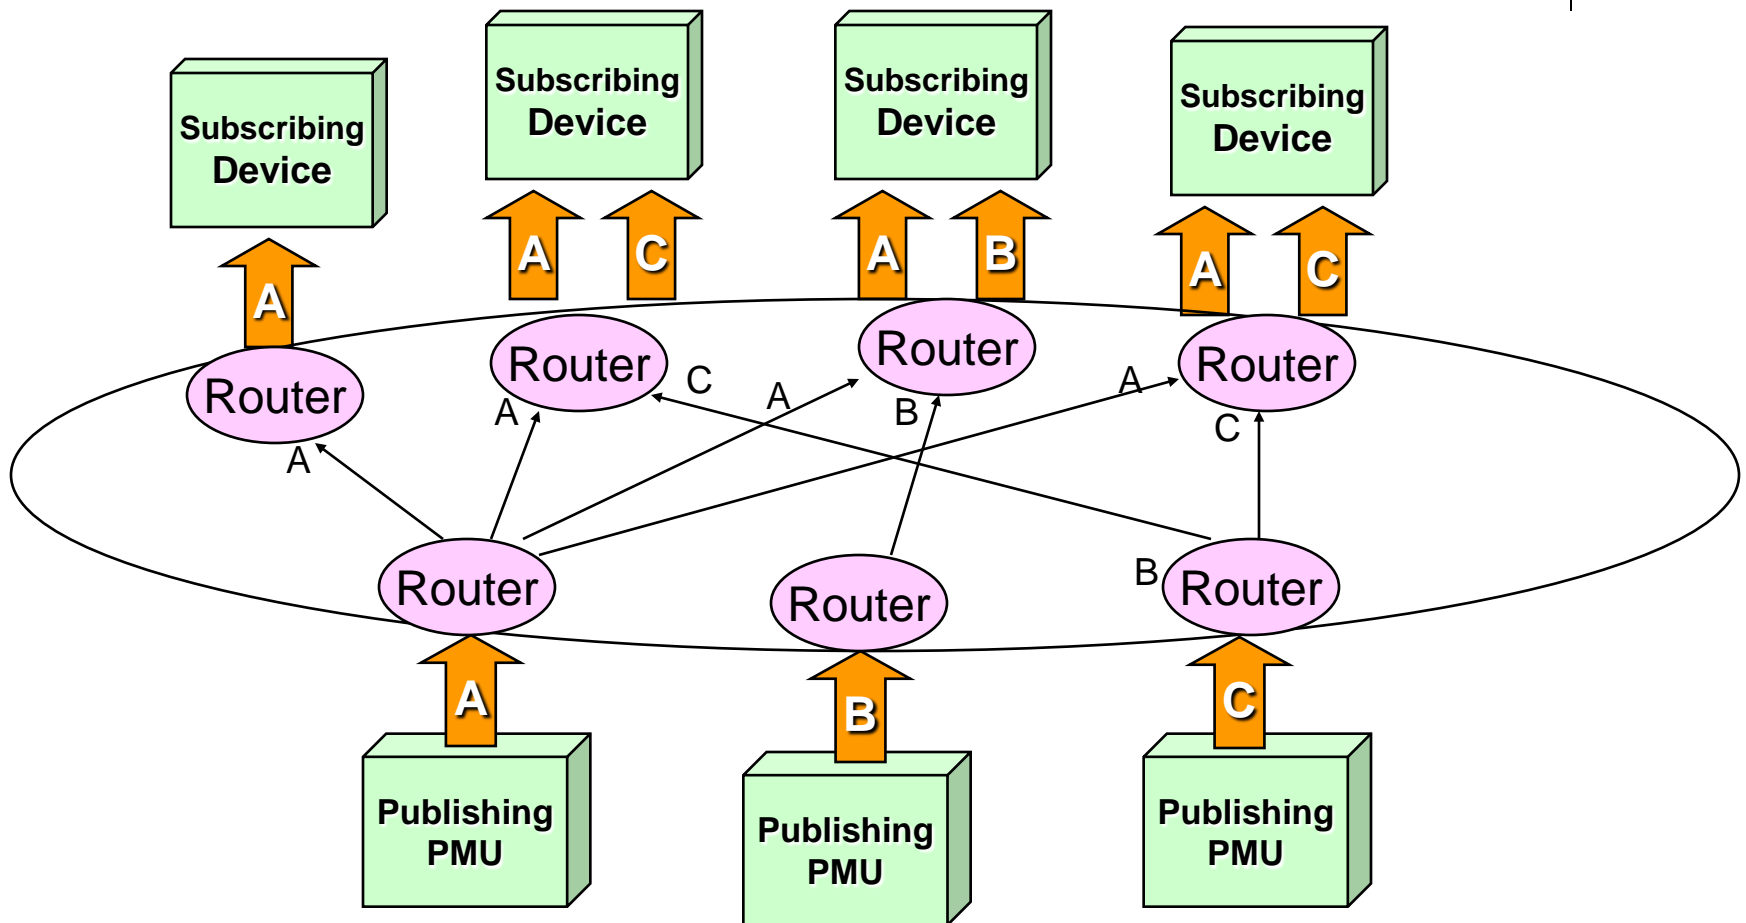 Subscribing
Device
Subscribing
Device
Subscribing
Device
Subscribing
Device
A
A
C
A
B
A
C
Router
Router
Router
Router
A
A
C
A
B
A
C
Router
Router
B
Router
A
B
C
Publishing
PMU
Publishing
PMU
Publishing
PMU